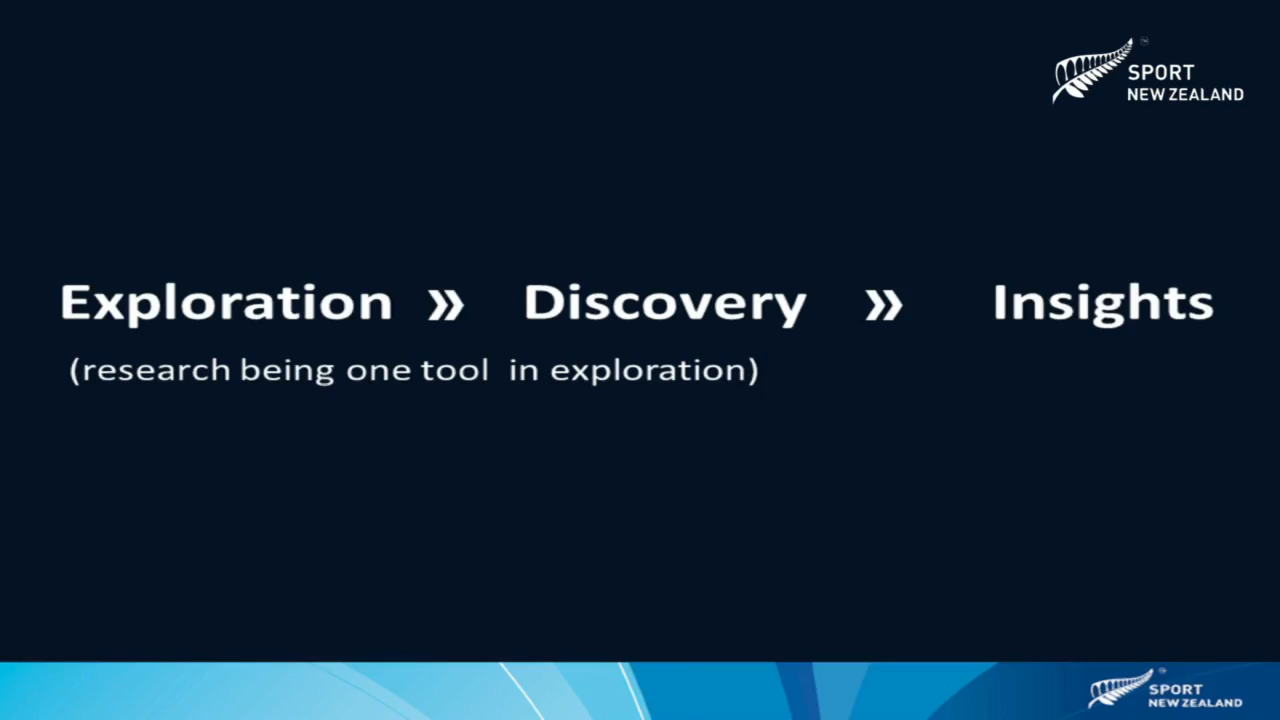 SPORT
NEW ZEALAND
Exploration » Discovery » Insights
(research being one tool in exploration)
SPORT
NEW ZEALAND